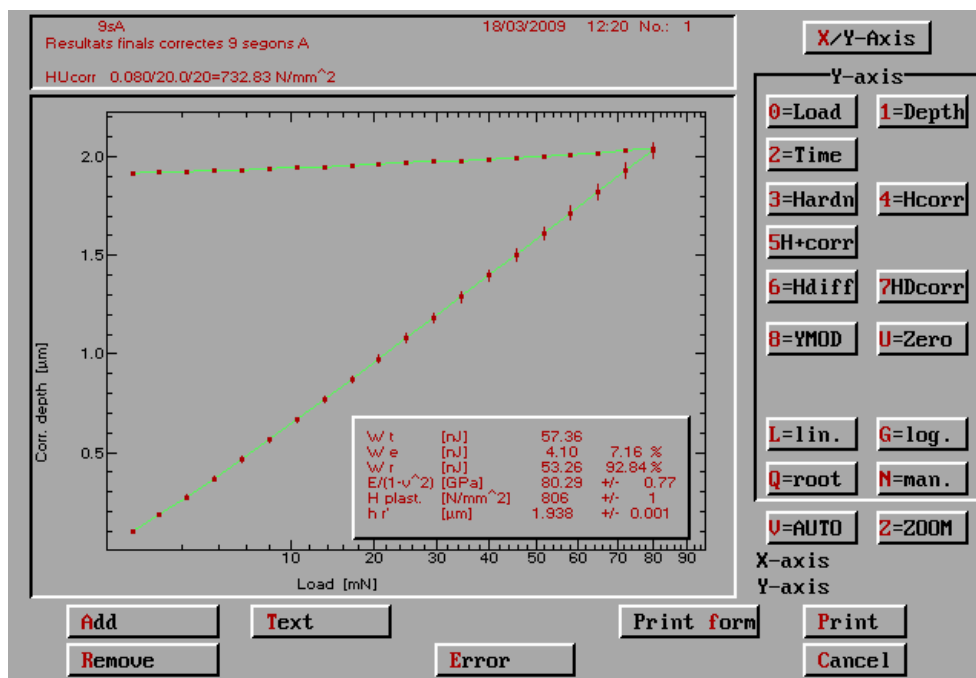 9sA 18/03/2009 12:20 No.: 1
Resultats finals correctes 9 segons A
HUcorr 0.080/20.0/20=732.83 N/mm^2
X/Y-Axis
Y-axis
0=Load 1=Depth
2=Time
3=Hardn 4=Hcorr
5H+corr
6=Hdiff 7HDcorr
8=YMOD U=Zero
L=lin. G=log.
Q=root N=man.
V=AUTO Z=ZOOM
X-axis
Y-axis
Corr. depth [µm]
2.0
1.5
1.0
0.5
W t [nJ] 57.36
W e [nJ] 4.10 7.16 %
W r [nJ] 53.26 92.84 %
E/(1-υ^2) [GPa] 80.29 +/- 0.77
H plast. [N/mm^2] 806 +/- 1
h r' [µm] 1.938 +/- 0.001
10 20 30 40 50 60 70 80 90
Load [mN]
Add Text Print form Print
Remove Error Cancel